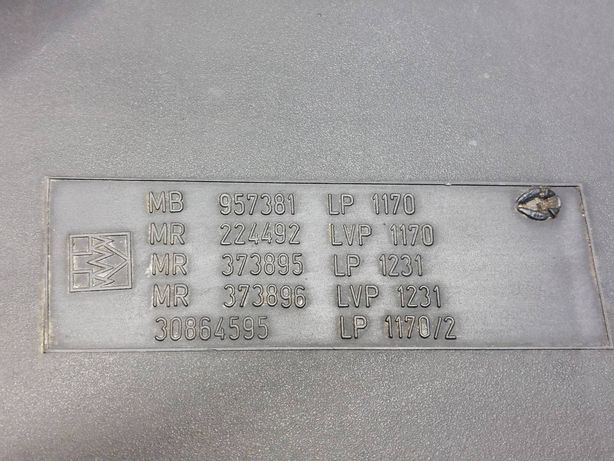 MB 957381 LP 1170
MR 224492 LVP 1170
MR 373895 LP 1231
MR 373896 LVP 1231
30864595 LP 1170/2